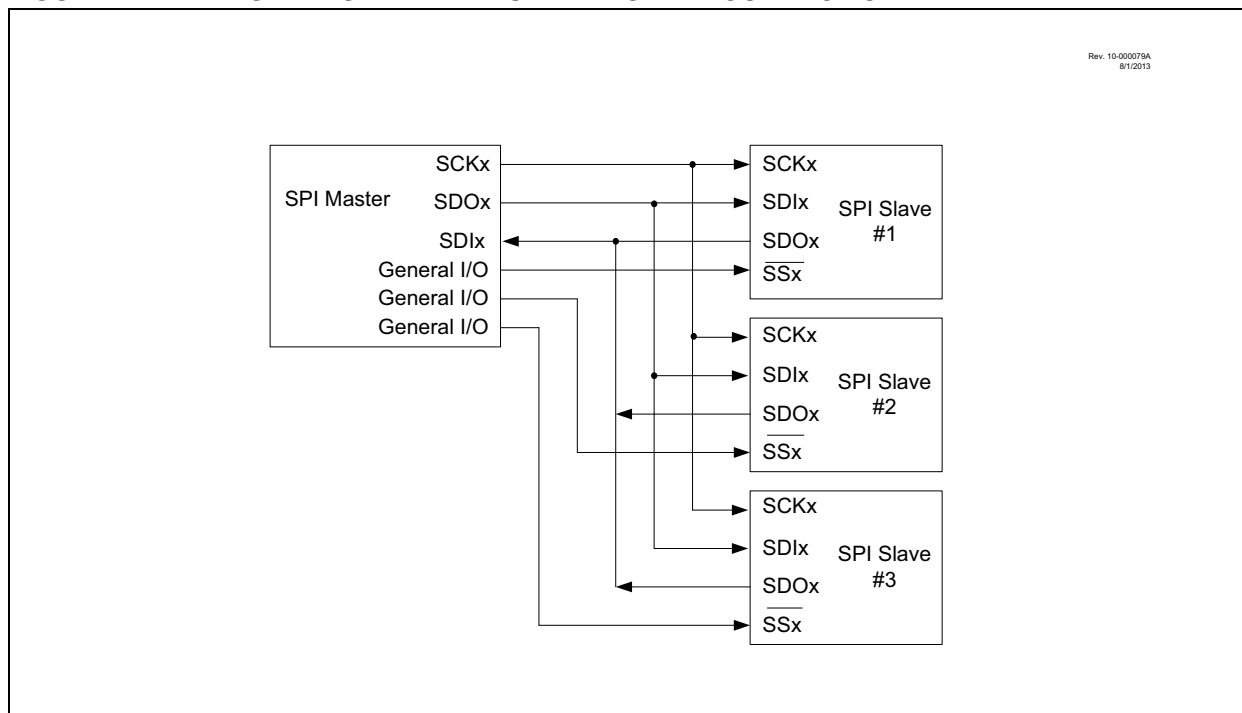 Rev. 10-000079A
8/1/2013
SPI Master
SCKx
SDOx
SDIx
General I/O
General I/O
General I/O
SCKx
SDIx
SDOx
SSx
SPI Slave
#1
SCKx
SDIx
SDOx
SSx
SPI Slave
#2
SCKx
SDIx
SDOx
SSx
SPI Slave
#3